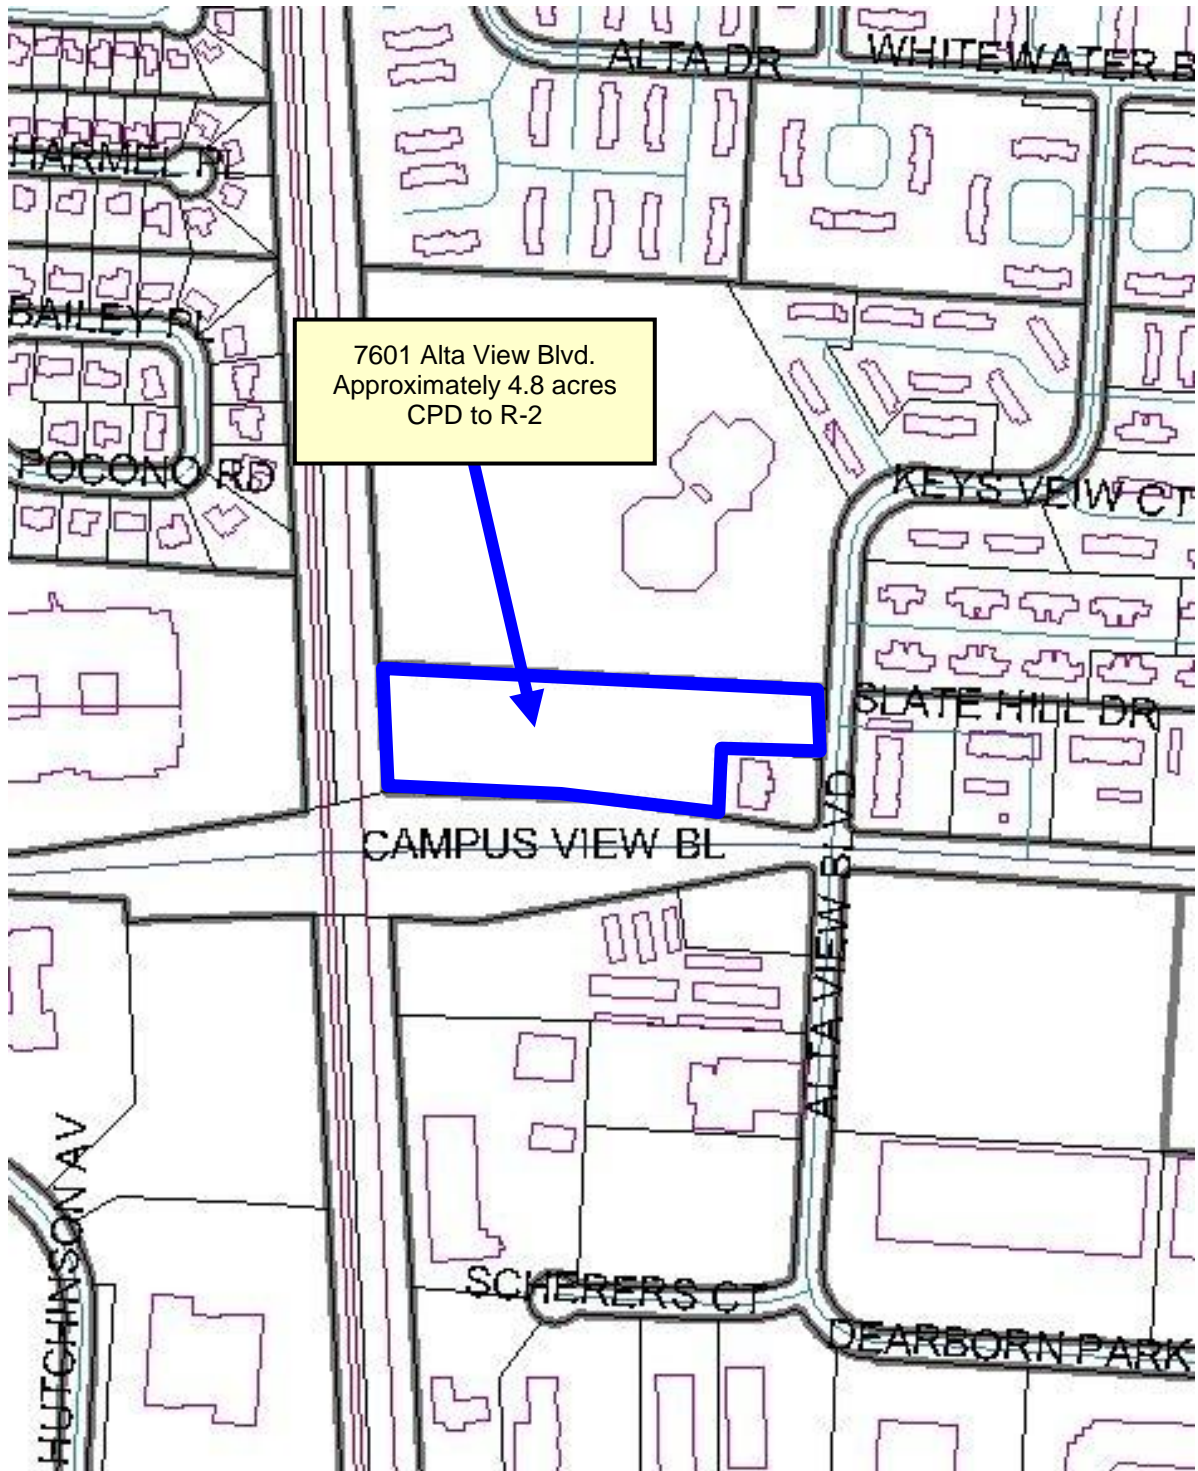 ALTA DR
WHITEWATER B
HARMEL PL
BAILEY PL
7601 Alta View Blvd.
Approximately 4.8 acres
CPD to R-2
POCONO RD
KEYS VEIW CT
SLATE HILL DR
CAMPUS VIEW BL
ALTA VIEW BLVD
HUTCHINSON AV
SCHERERS CT
DEARBORN PARK